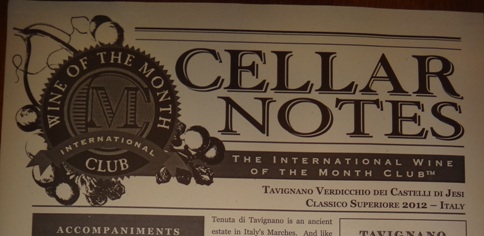 WINE OF THE MONTH
MC
INTERNATIONAL
CLUB
CELLAR
NOTES
THE INTERNATIONAL WINE
OF THE MONTH CLUB™
TAVIGNANO VERDICCHIO DEI CASTELLI DI JESI
CLASSICO SUPERIORE 2012 – ITALY
ACCOMPANIMENTS
Tenuta di Tavignano is an ancient
estate in Italy's Marches. And like
TAVIGNANO